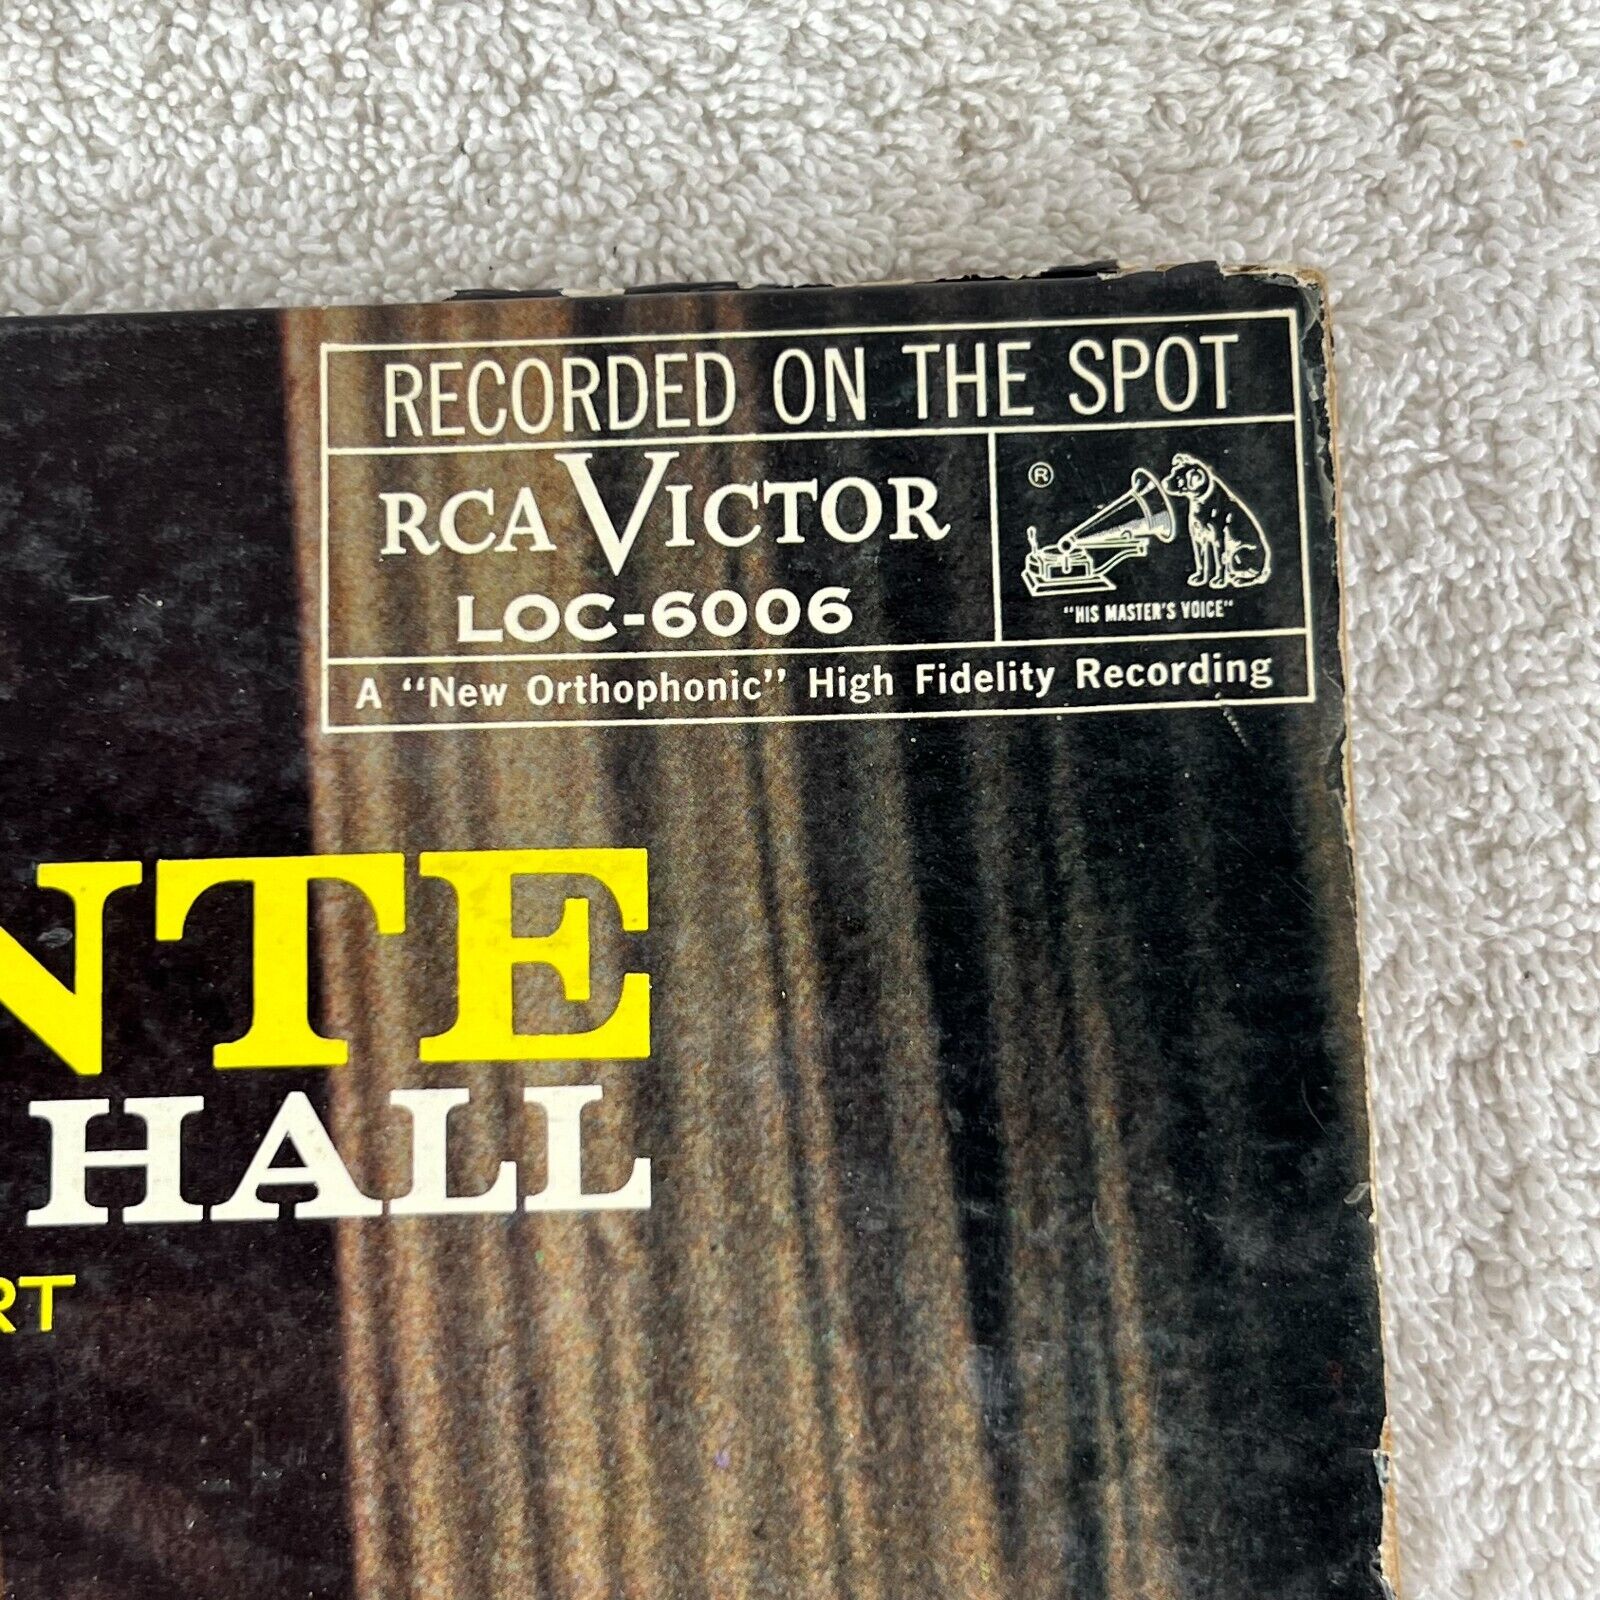 RECORDED ON THE SPOT
RCA VICTOR
LOC-6006
®
"HIS MASTER'S VOICE"
A "New Orthophonic" High Fidelity Recording
NTE
HALL
RT